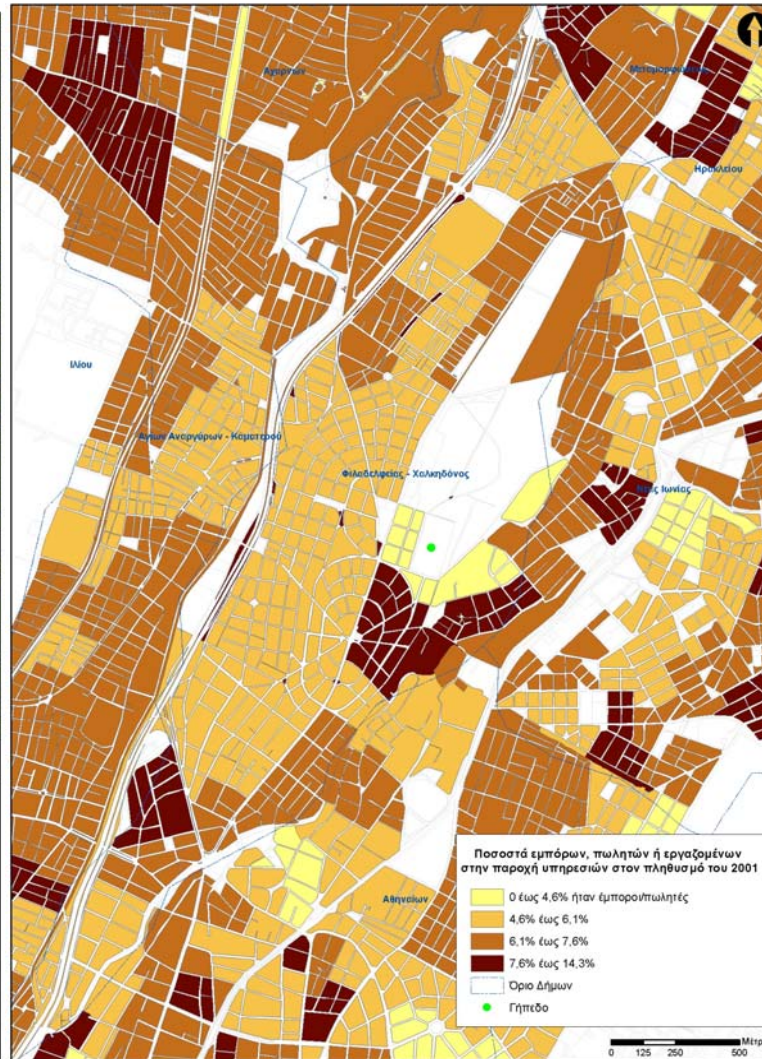 Αχαρνών
Μεταμορφώσεως
Ηρακλείου
Ιλίου
Αγίων Αναργύρων - Καματερού
Φιλαδελφείας - Χαλκηδόνος
Νέας Ιωνίας
Αθηναίων
Ποσοστά εμπόρων, πωλητών ή εργαζομένων
στην παροχή υπηρεσιών στον πληθυσμό του 2001
0 έως 4,6% ήταν έμποροι/πωλητές
4,6% έως 6,1%
6,1% έως 7,6%
7,6% έως 14,3%
Όριο Δήμων
Γήπεδο
Μέτρ
0 125 250 500